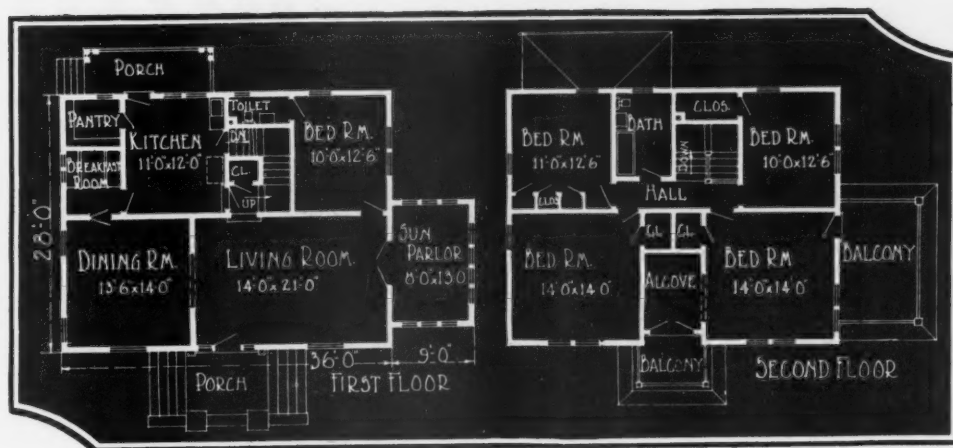 PORCH
PANTRY
KITCHEN
11'-0"x12'-0"
TOILET
BED RM.
10'-0"x12'-6"
BREAKFAST
ROOM
CL.
UP
28'-0"
DINING RM.
13'-6"x14'-0"
LIVING ROOM.
14'-0"x 21'-0"
SUN
PARLOR
8'-0"x13'-0"
36'-0"
9'-0"
PORCH
FIRST FLOOR
BED RM
11'-0"x12'-6"
BATH
CLOS.
DOWN
BED RM.
10'-0"x12'-6"
CLOS
HALL
CL.
CL.
BED RM.
14'-0"x14'-0"
ALCOVE
BED RM.
14'-0"x14'-0"
BALCONY
BALCONY
SECOND FLOOR